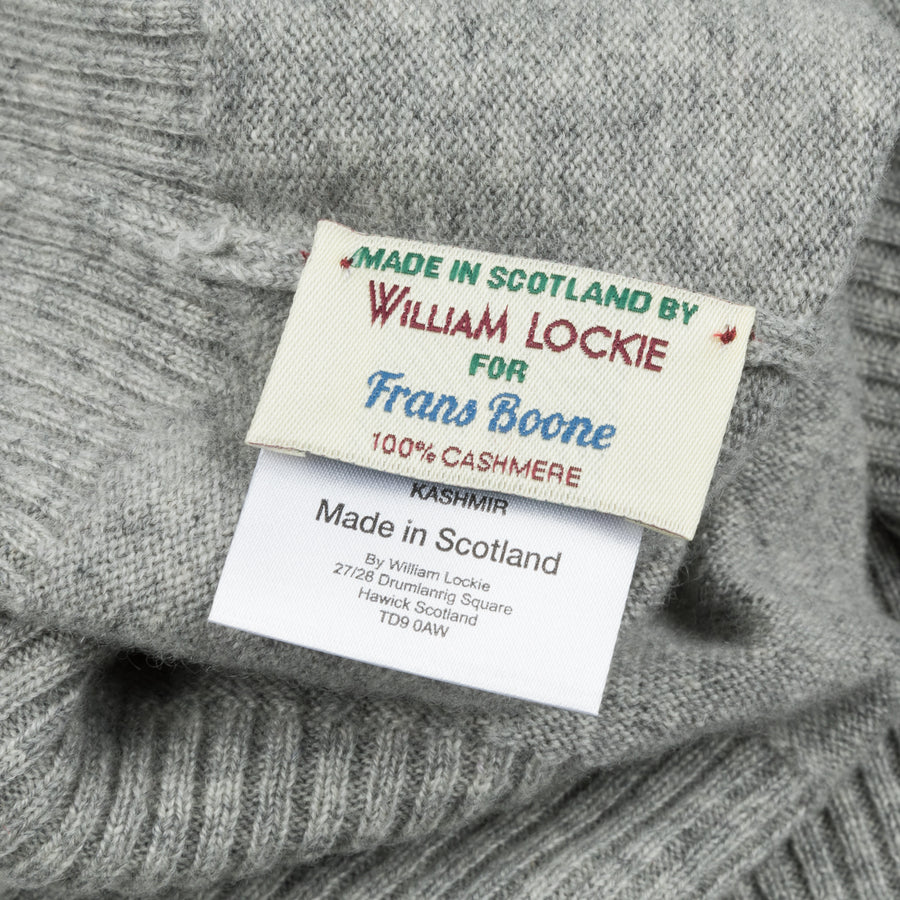 MADE IN SCOTLAND BY
WILLIAM LOCKIE
FOR
Frans Boone
100% CASHMERE
KASHMIR
Made in Scotland
By William Lockie
27/28 Drumlanrig Square
Hawick Scotland
TD9 0AW